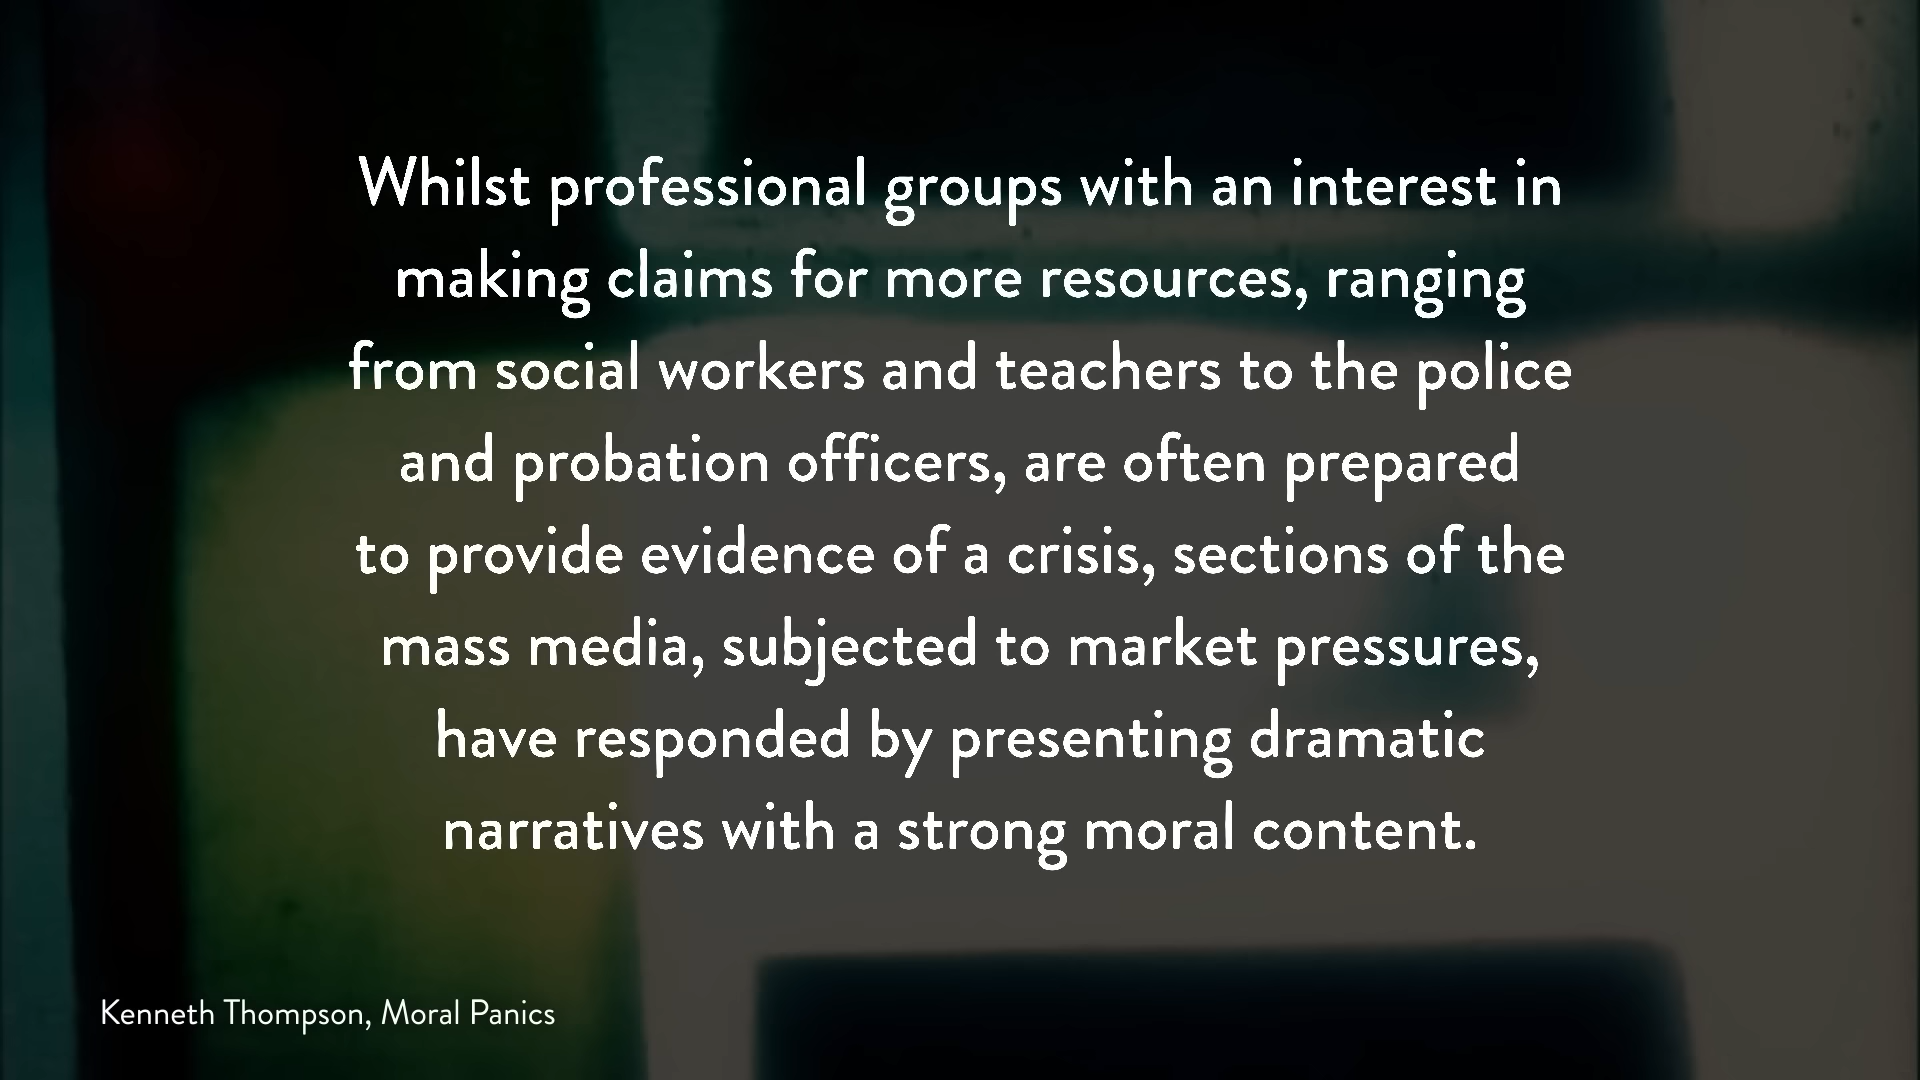 Whilst professional groups with an interest in
making claims for more resources, ranging
from social workers and teachers to the police
and probation officers, are often prepared
to provide evidence of a crisis, sections of the
mass media, subjected to market pressures,
have responded by presenting dramatic
narratives with a strong moral content.
Kenneth Thompson, Moral Panics